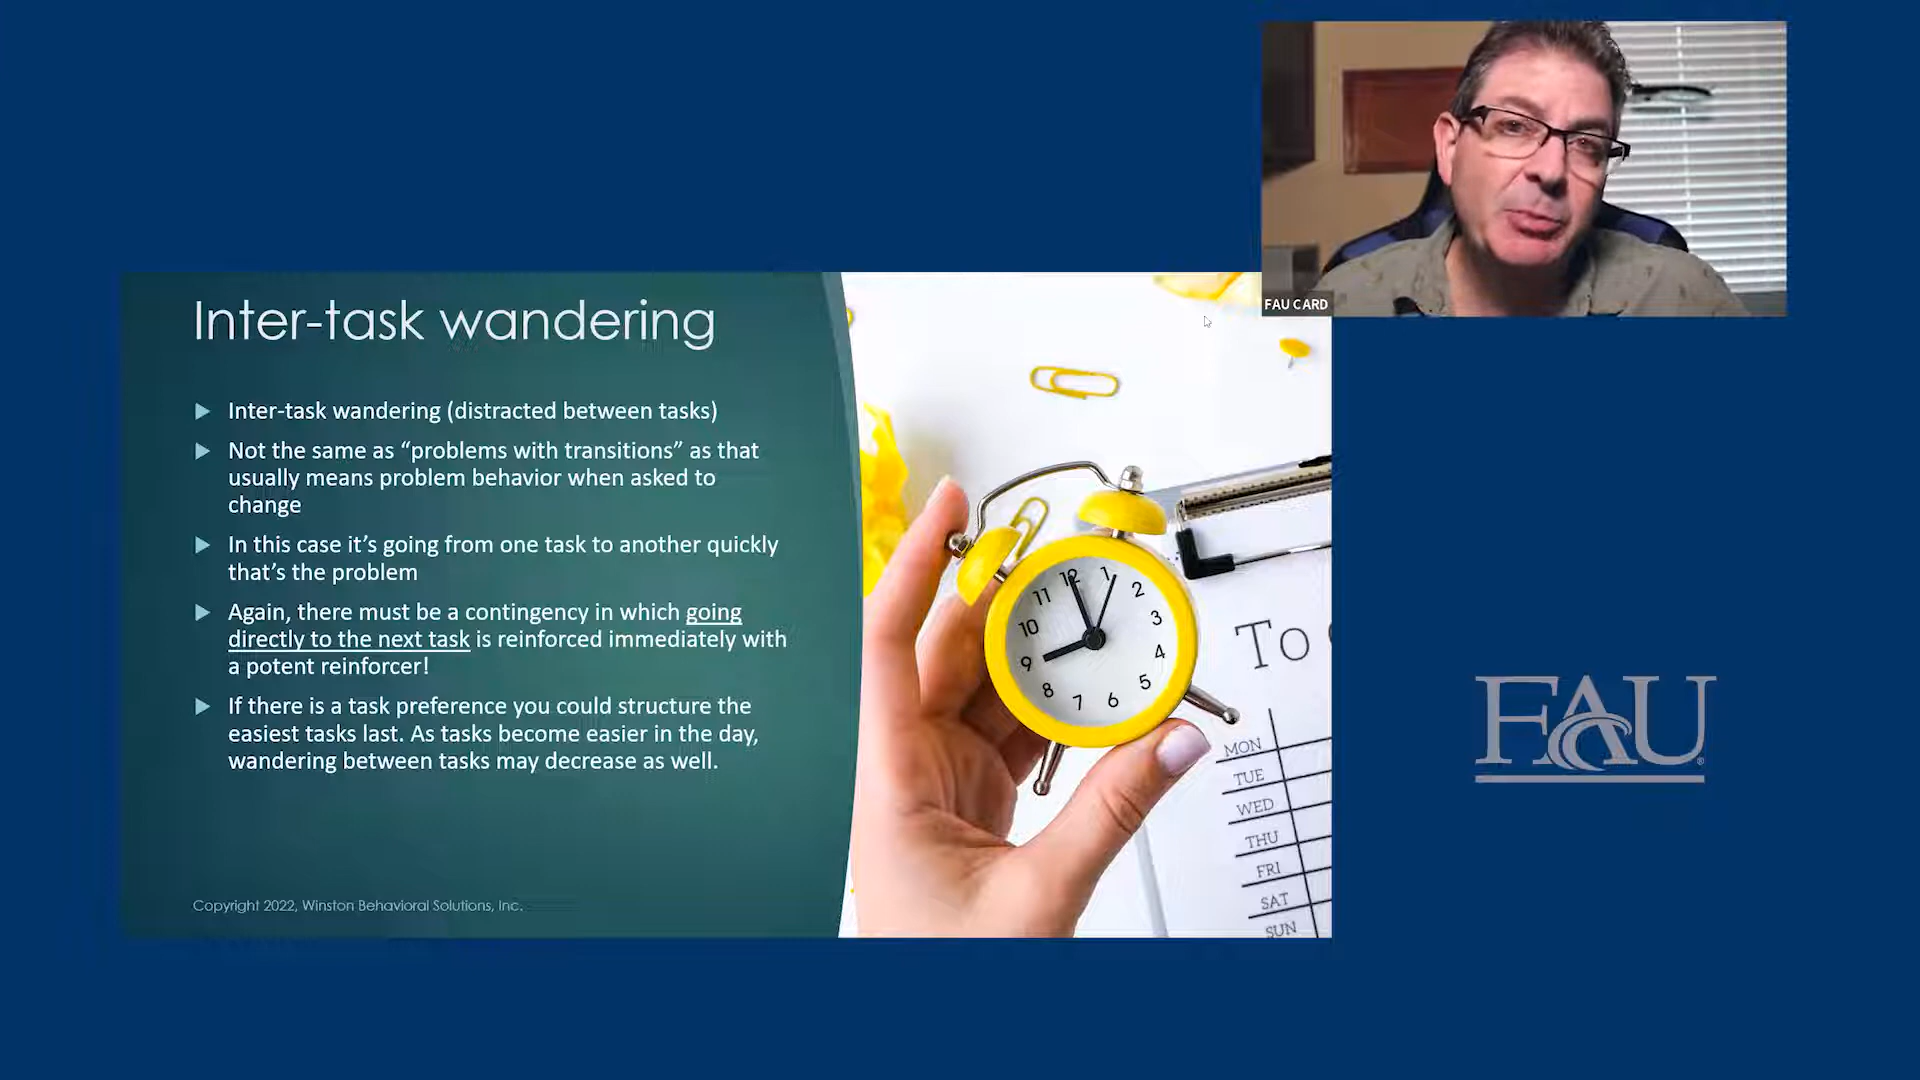 FAU CARD
Inter-task wandering
Inter-task wandering (distracted between tasks)
Not the same as “problems with transitions” as that
usually means problem behavior when asked to
change
In this case it’s going from one task to another quickly
that’s the problem
Again, there must be a contingency in which going
directly to the next task is reinforced immediately with
a potent reinforcer!
If there is a task preference you could structure the
easiest tasks last. As tasks become easier in the day,
wandering between tasks may decrease as well.
Copyright 2022, Winston Behavioral Solutions, Inc.
12
1
2
3
4
5
6
7
8
9
10
11
To
MON
TUE
WED
THU
FRI
SAT
SUN
FAU